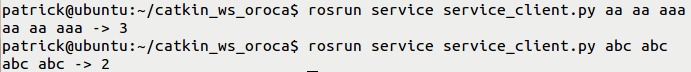 patrick@ubuntu:~/catkin_ws_oroca$ rosrun service service_client.py aa aa aaa
aa aa aaa -> 3
patrick@ubuntu:~/catkin_ws_oroca$ rosrun service service_client.py abc abc
abc abc -> 2